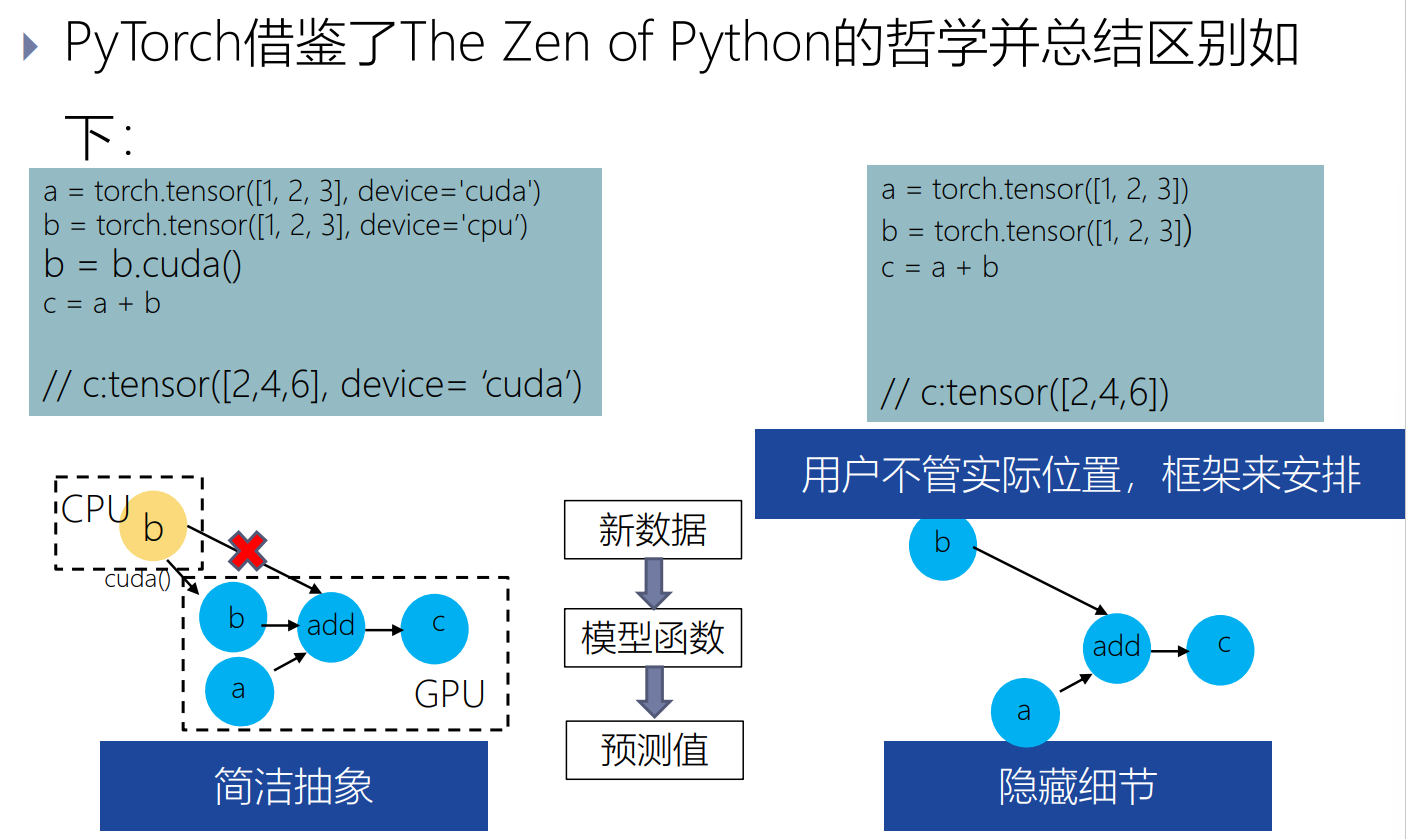 PyTorch借鉴了The Zen of Python的哲学并总结区别如
下：
a = torch.tensor([1, 2, 3], device='cuda')
b = torch.tensor([1, 2, 3], device='cpu’)
b = b.cuda()
c = a + b
// c:tensor([2,4,6], device= ‘cuda’)
a = torch.tensor([1, 2, 3])
b = torch.tensor([1, 2, 3])
c = a + b
// c:tensor([2,4,6])
用户不管实际位置，框架来安排
CPU
b
cuda()
b
add
c
a
GPU
简洁抽象
新数据
模型函数
预测值
b
add
c
a
隐藏细节